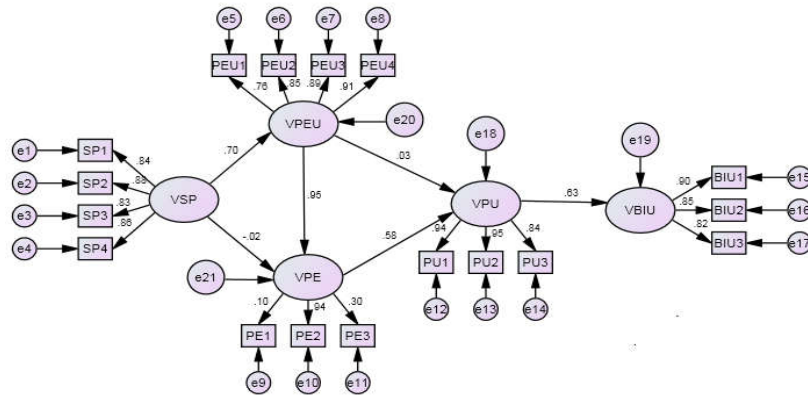 e5 e6 e7 e8
PEU1 PEU2 PEU3 PEU4
.76 .85 .89 .91
e20
VPEU
e18
e19
e1 SP1
.84
e2 SP2
.88
e3 SP3
.83
e4 SP4
.86
VSP
.70
.03
.95
-.02
.58
VPU
.63
VBIU
.90 BIU1 e15
.85 BIU2 e16
.82 BIU3 e17
e21
VPE
.94 .95 .84
PU1 PU2 PU3
e12 e13 e14
.10 .94 .30
PE1 PE2 PE3
e9 e10 e11